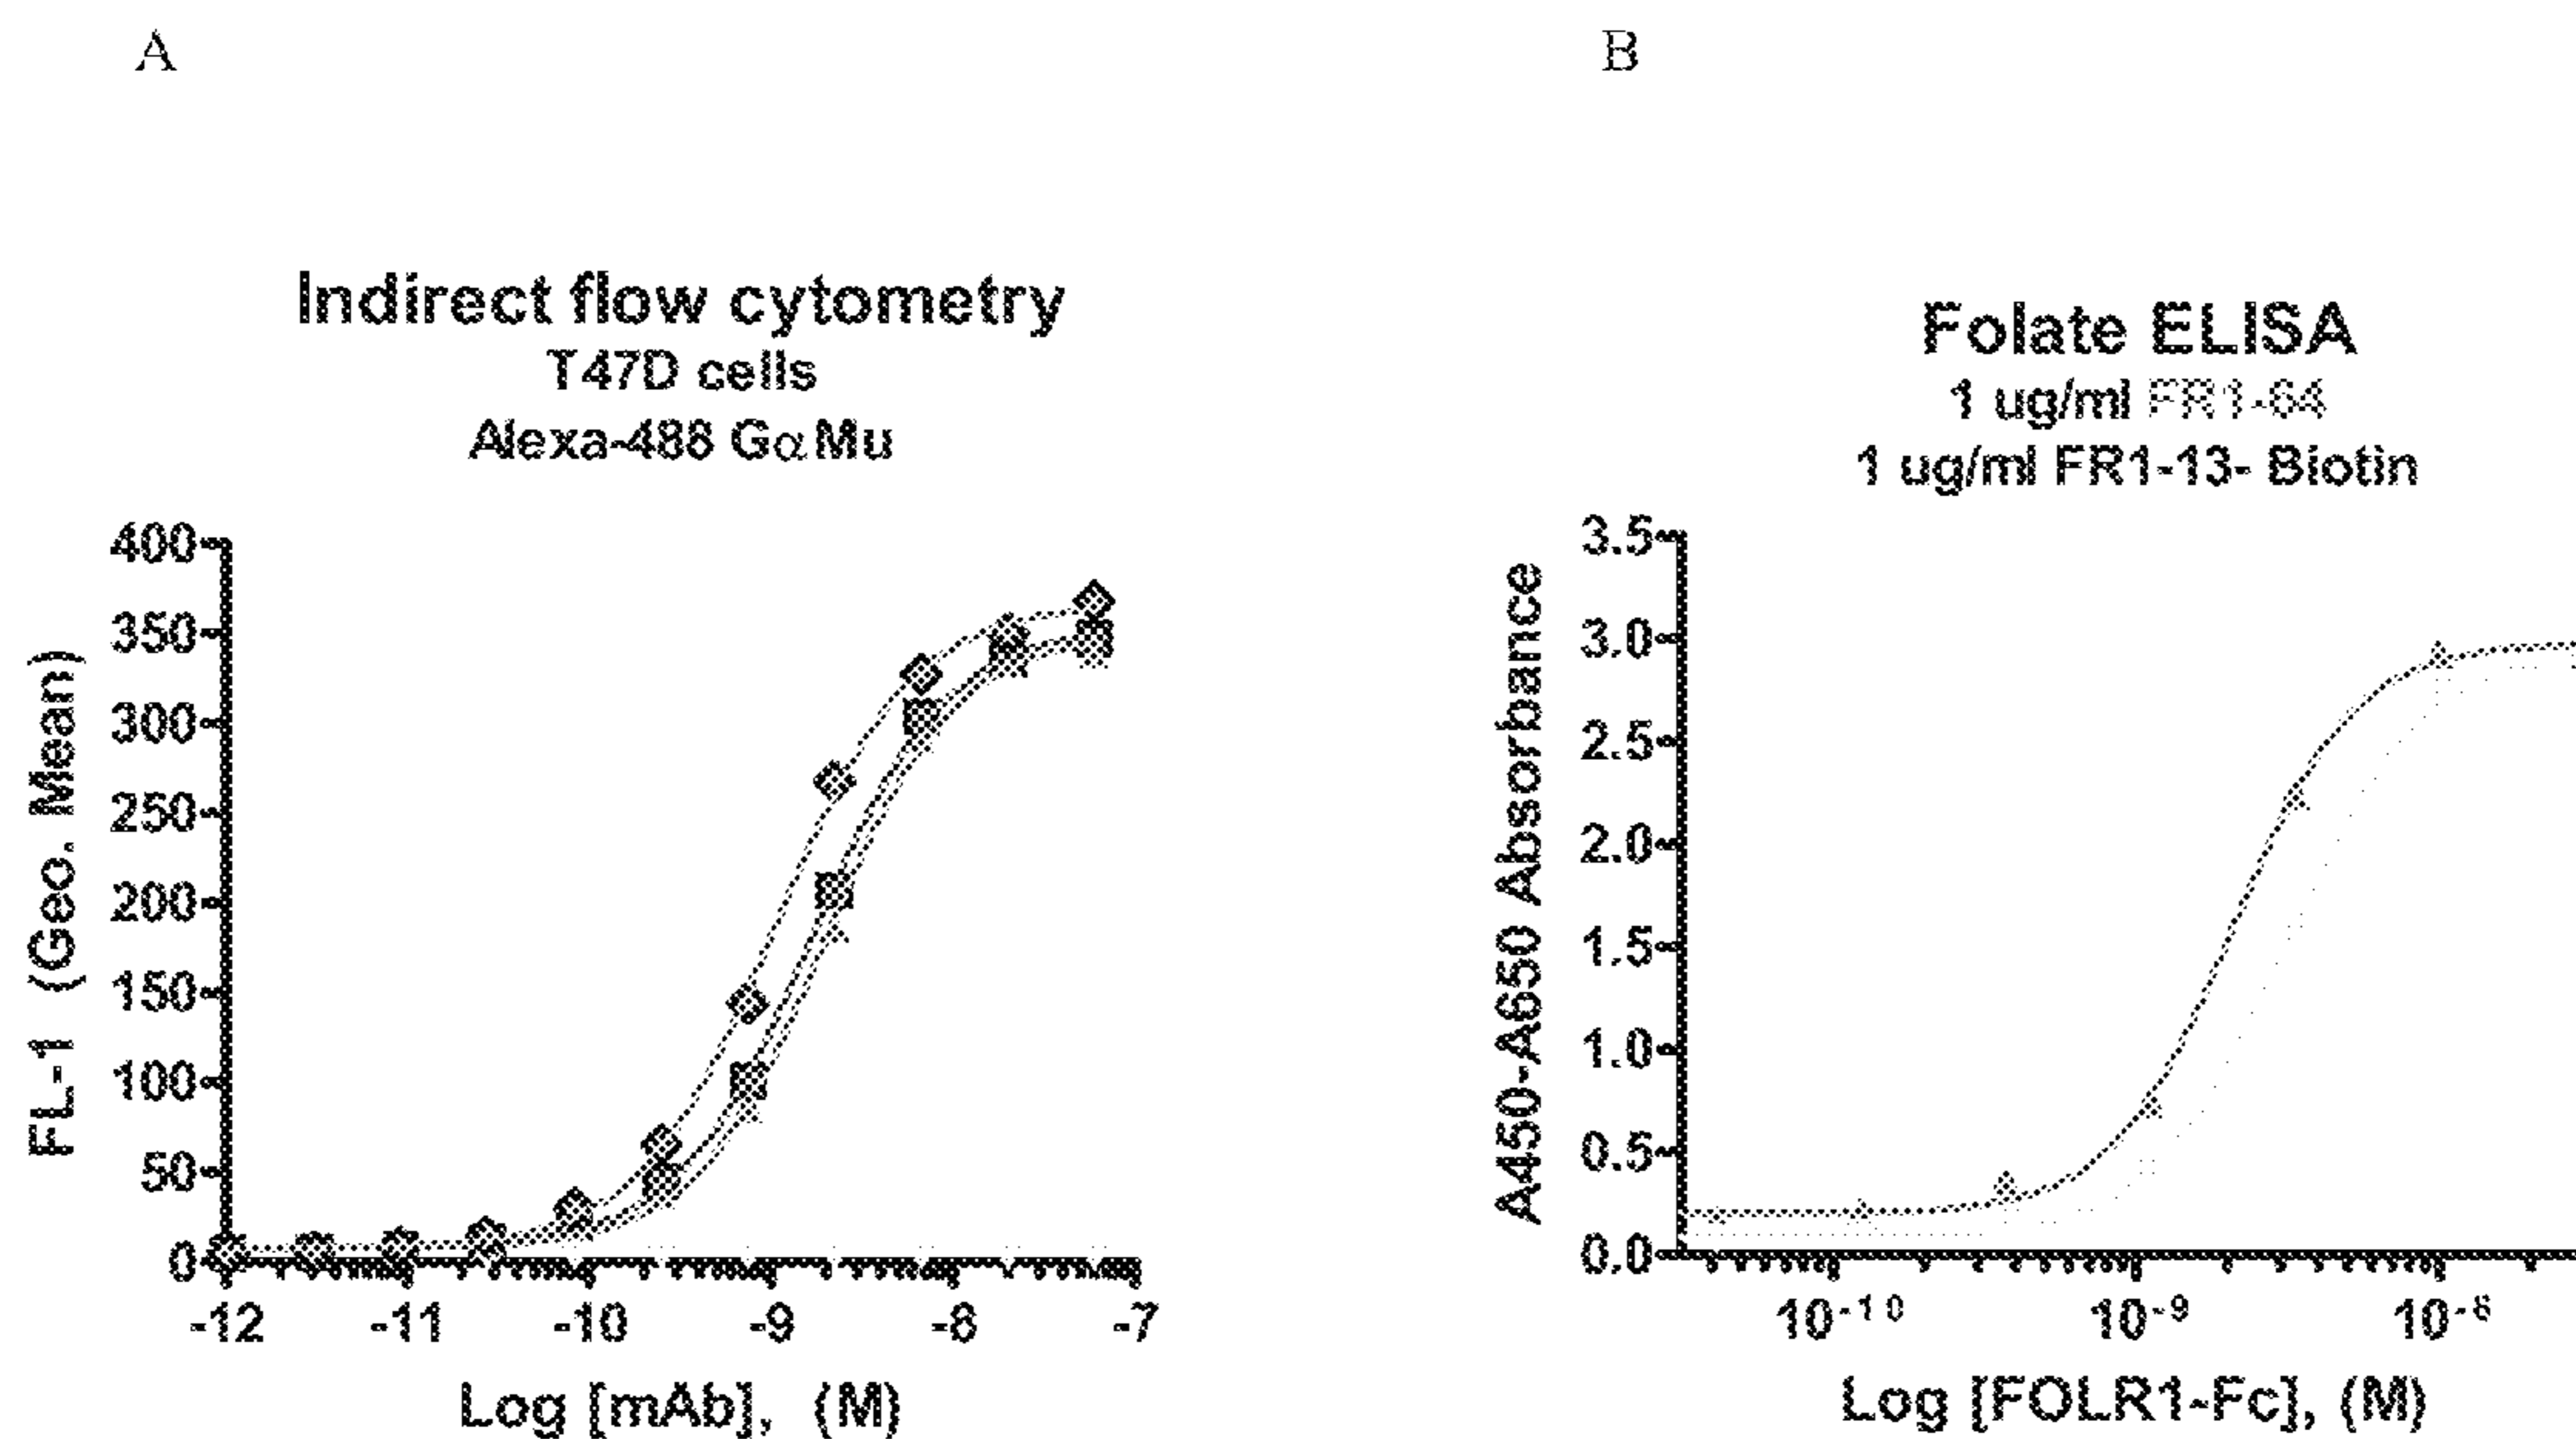 A
Indirect flow cytometry
T47D cells
Alexa-488 GαMu
FL-1 (Geo. Mean)
400
350
300
250
200
150
100
50
0
-12 -11 -10 -9 -8 -7
Log [mAb], (M)
B
Folate ELISA
1 ug/ml FR1-64
1 ug/ml FR1-13- Biotin
A450-A650 Absorbance
3.5
3.0
2.5
2.0
1.5
1.0
0.5
0.0
10-10 10-9 10-8
Log [FOLR1-Fc], (M)